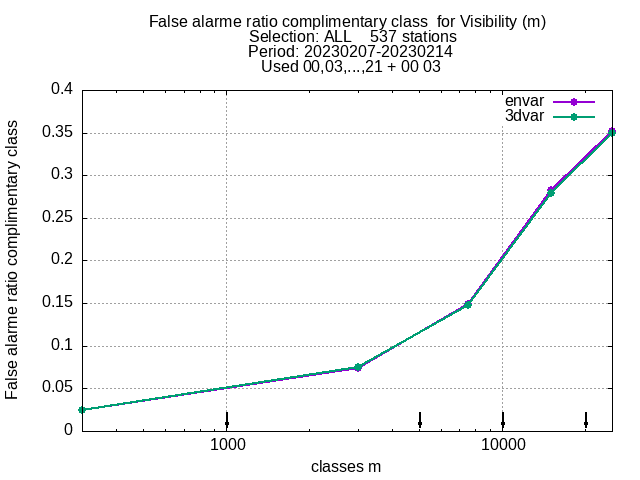 False alarme ratio complimentary class  for Visibility (m)
Selection: ALL    537 stations
Period: 20230207-20230214
Used 00,03,...,21 + 00 03
envar
3dvar
False alarme ratio complimentary class
0.4
0.35
0.3
0.25
0.2
0.15
0.1
0.05
0
1000 10000
classes m